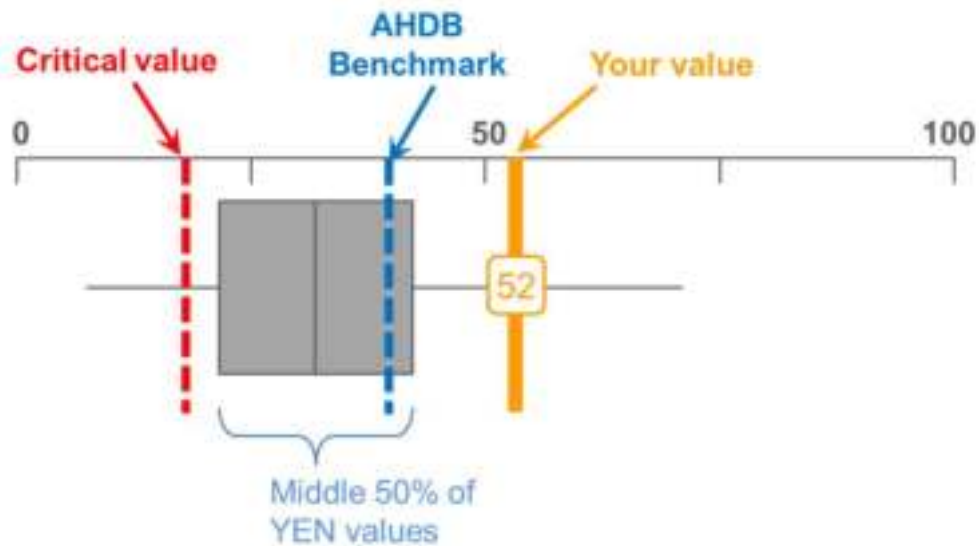 AHDB
Benchmark
Critical value
Your value
0
50
100
52
Middle 50% of
YEN values